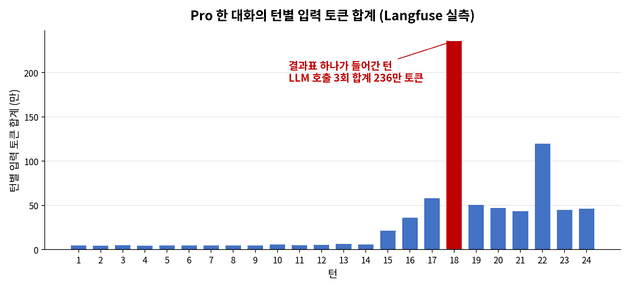 Pro 한 대화의 턴별 입력 토큰 합계 (Langfuse 실측)
턴별 입력 토큰 합계 (만)
200
150
100
50
0
결과표 하나가 들어간 턴
LLM 호출 3회 합계 236만 토큰
1 2 3 4 5 6 7 8 9 10 11 12 13 14 15 16 17 18 19 20 21 22 23 24
턴